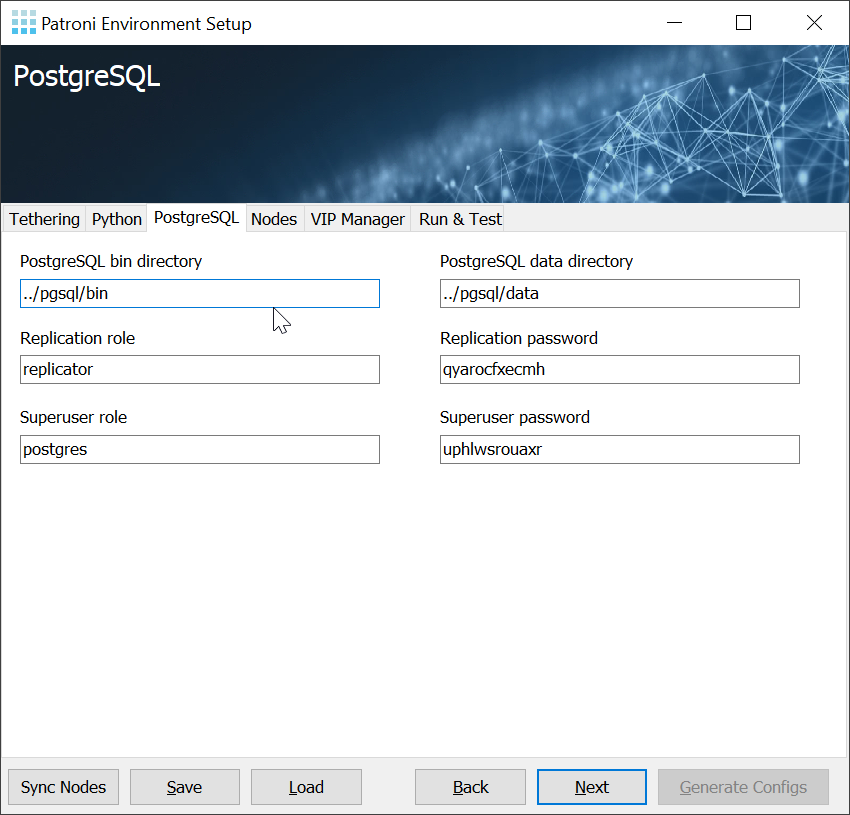 Patroni Environment Setup
PostgreSQL
Tethering Python PostgreSQL Nodes VIP Manager Run & Test
PostgreSQL bin directory PostgreSQL data directory
../pgsql/bin ../pgsql/data
Replication role Replication password
replicator qyarocfxecmh
Superuser role Superuser password
postgres uphlwsrouaxr
Sync Nodes Save Load Back Next Generate Configs